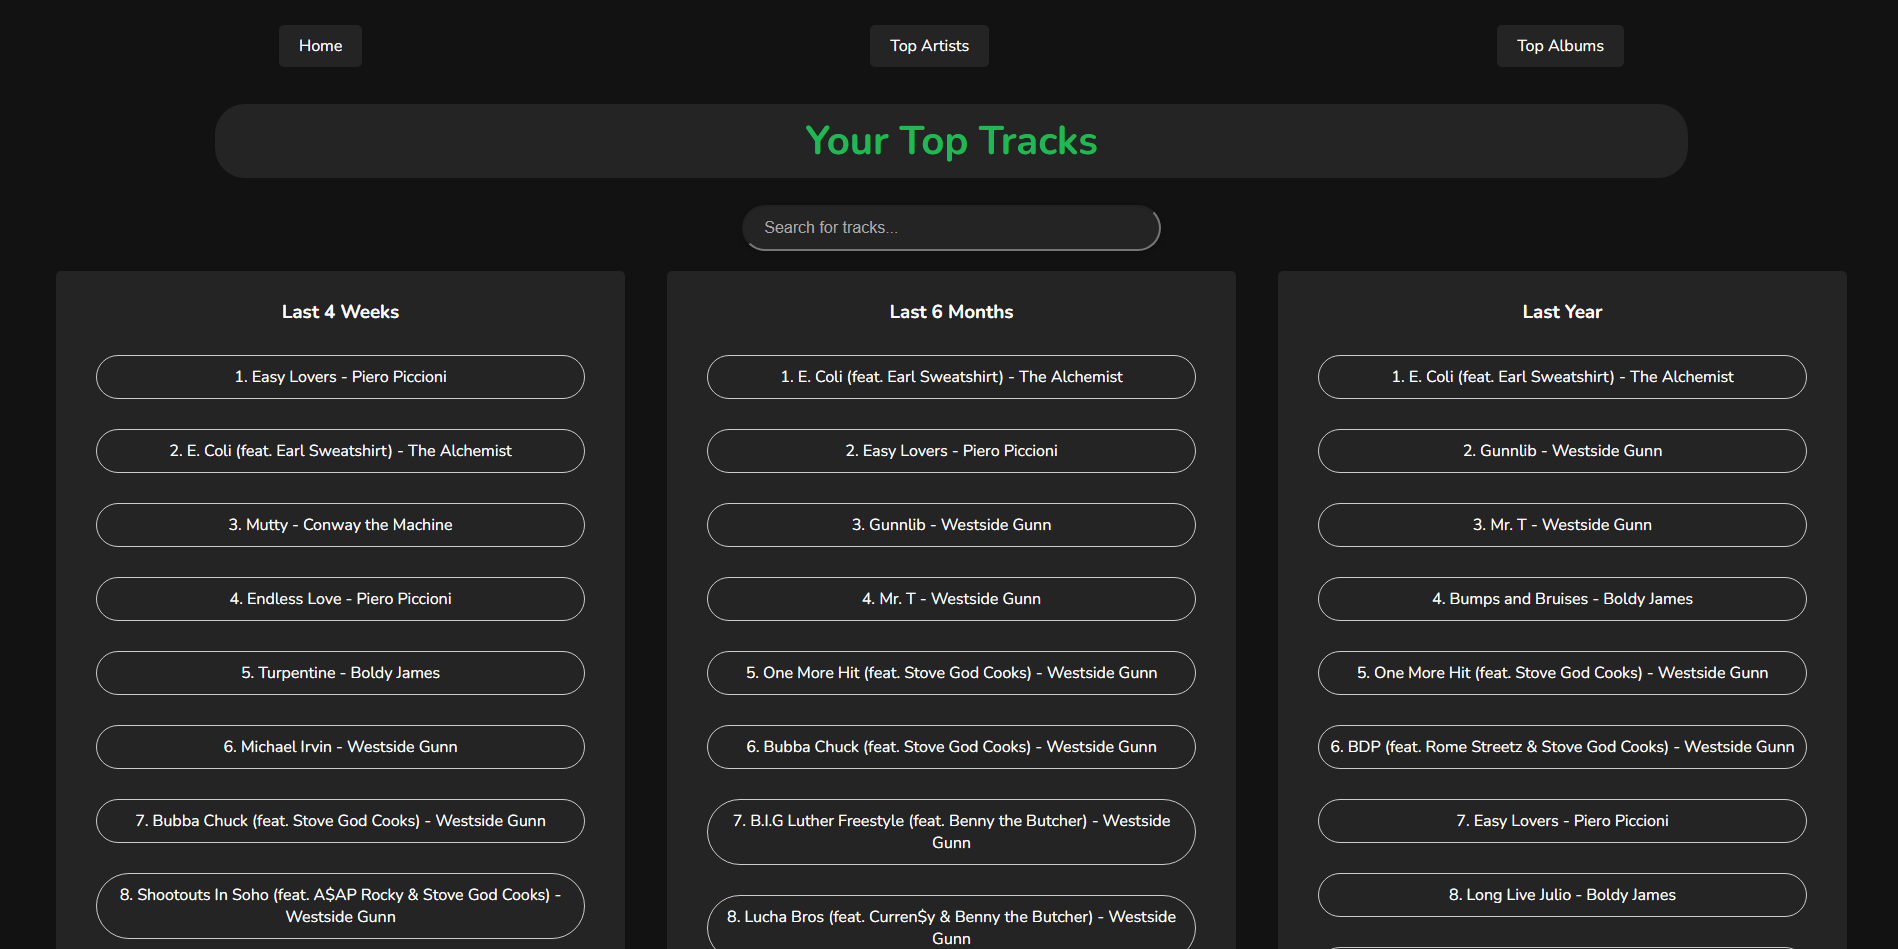 Home
Top Artists
Top Albums
Your Top Tracks
Search for tracks...
Last 4 Weeks
1. Easy Lovers - Piero Piccioni
2. E. Coli (feat. Earl Sweatshirt) - The Alchemist
3. Mutty - Conway the Machine
4. Endless Love - Piero Piccioni
5. Turpentine - Boldy James
6. Michael Irvin - Westside Gunn
7. Bubba Chuck (feat. Stove God Cooks) - Westside Gunn
8. Shootouts In Soho (feat. A$AP Rocky & Stove God Cooks) -
Westside Gunn
Last 6 Months
1. E. Coli (feat. Earl Sweatshirt) - The Alchemist
2. Easy Lovers - Piero Piccioni
3. Gunnlib - Westside Gunn
4. Mr. T - Westside Gunn
5. One More Hit (feat. Stove God Cooks) - Westside Gunn
6. Bubba Chuck (feat. Stove God Cooks) - Westside Gunn
7. B.I.G Luther Freestyle (feat. Benny the Butcher) - Westside
Gunn
8. Lucha Bros (feat. Curren$y & Benny the Butcher) - Westside
Gunn
Last Year
1. E. Coli (feat. Earl Sweatshirt) - The Alchemist
2. Gunnlib - Westside Gunn
3. Mr. T - Westside Gunn
4. Bumps and Bruises - Boldy James
5. One More Hit (feat. Stove God Cooks) - Westside Gunn
6. BDP (feat. Rome Streetz & Stove God Cooks) - Westside Gunn
7. Easy Lovers - Piero Piccioni
8. Long Live Julio - Boldy James